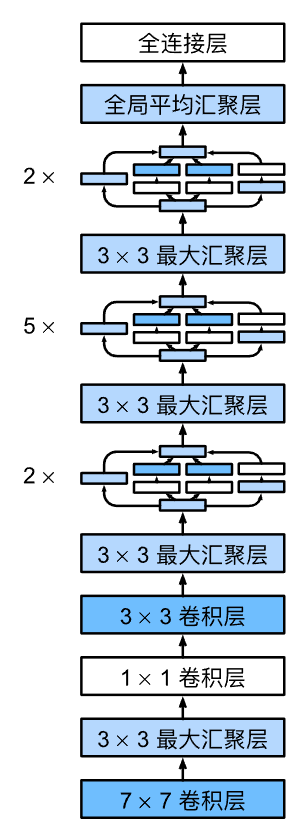 全连接层
全局平均汇聚层
2 ×
3 × 3 最大汇聚层
5 ×
3 × 3 最大汇聚层
2 ×
3 × 3 最大汇聚层
3 × 3 卷积层
1 × 1 卷积层
3 × 3 最大汇聚层
7 × 7 卷积层